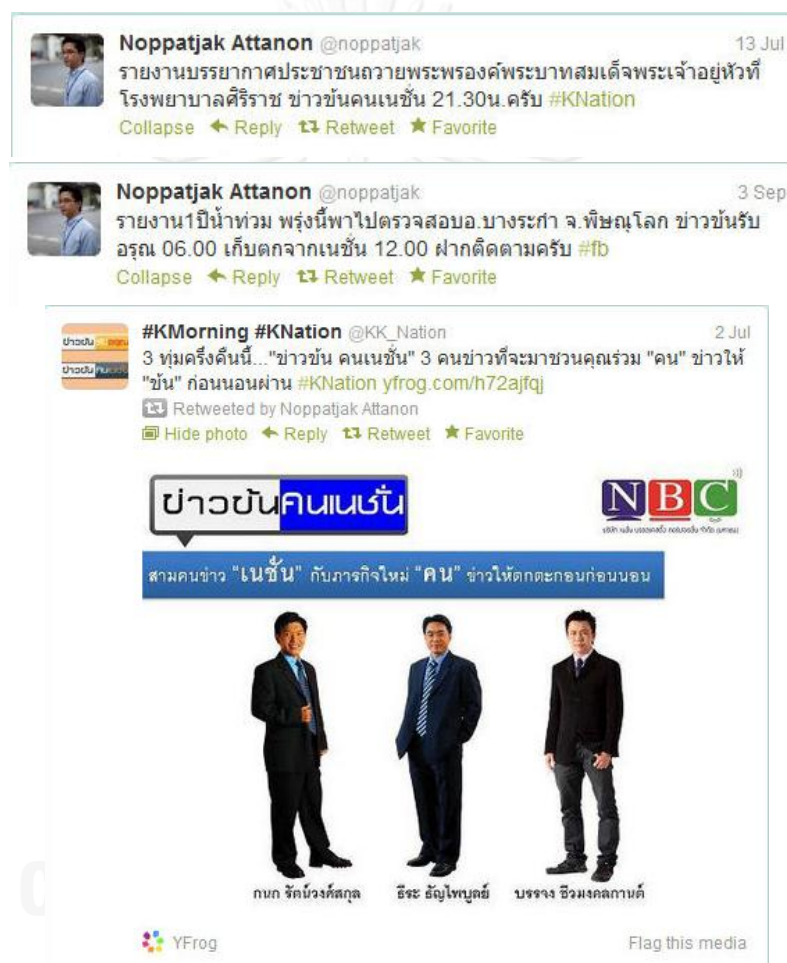 Noppatjak Attanon @noppatjak 13 Jul
รายงานบรรยากาศประชาชนถวายพระพรองค์พระบาทสมเด็จพระเจ้าอยู่หัวที่
โรงพยาบาลศิริราช ข่าวข้นคนเนชั่น 21.30น.ครับ #KNation
Collapse Reply Retweet Favorite
Noppatjak Attanon @noppatjak 3 Sep
รายงาน1ปีน้ำท่วม พรุ่งนี้พาไปตรวจสอบอ.บางระกำ จ.พิษณุโลก ข่าวข้นรับ
อรุณ 06.00 เก็บตกจากเนชั่น 12.00 ฝากติดตามครับ #fb
Collapse Reply Retweet Favorite
#KMorning #KNation @KK_Nation 2 Jul
3 ทุ่มครึ่งคืนนี้..."ข่าวข้น คนเนชั่น" 3 คนข่าวที่จะมาชวนคุณร่วม "คน" ข่าวให้
"ข้น" ก่อนนอนผ่าน #KNation yfrog.com/h72ajfqj
Retweeted by Noppatjak Attanon
Hide photo Reply Retweet Favorite
ข่าวข้นคนเนชั่น
NBC
สามคนข่าว "เนชั่น" กับภารกิจใหม่ "คน" ข่าวให้ตกตะกอนก่อนนอน
กนก รัตน์วงศ์สกุล ธีระ ธัญไพบูลย์ บรรจง ชีวมงคลกานต์
YFrog Flag this media